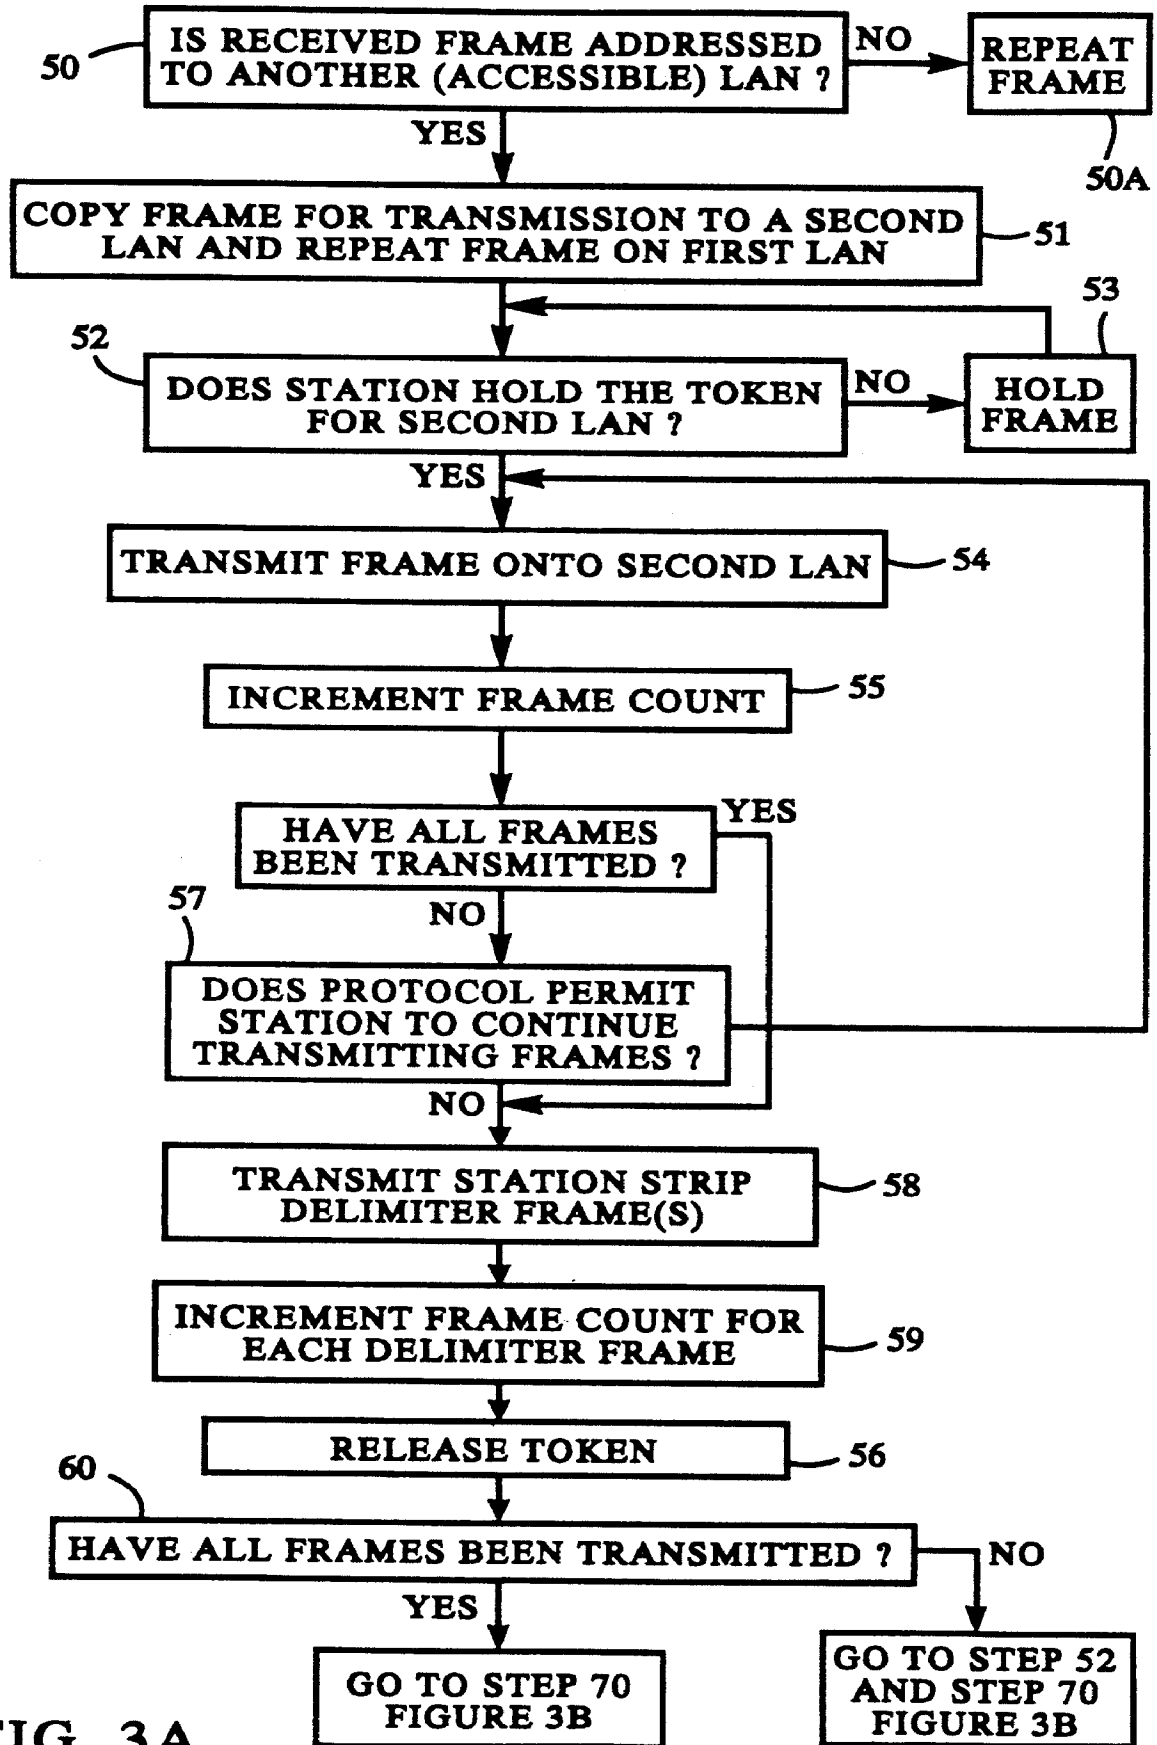 50
IS RECEIVED FRAME ADDRESSED
TO ANOTHER (ACCESSIBLE) LAN ?
NO
REPEAT
FRAME
50A
YES
COPY FRAME FOR TRANSMISSION TO A SECOND
LAN AND REPEAT FRAME ON FIRST LAN
51
53
52
DOES STATION HOLD THE TOKEN
FOR SECOND LAN ?
NO
HOLD
FRAME
YES
TRANSMIT FRAME ONTO SECOND LAN
54
INCREMENT FRAME COUNT
55
HAVE ALL FRAMES
BEEN TRANSMITTED ?
YES
NO
57
DOES PROTOCOL PERMIT
STATION TO CONTINUE
TRANSMITTING FRAMES ?
NO
TRANSMIT STATION STRIP
DELIMITER FRAME(S)
58
INCREMENT FRAME COUNT FOR
EACH DELIMITER FRAME
59
RELEASE TOKEN
56
60
HAVE ALL FRAMES BEEN TRANSMITTED ?
NO
YES
GO TO STEP 70
FIGURE 3B
GO TO STEP 52
AND STEP 70
FIGURE 3B
FIG. 3A